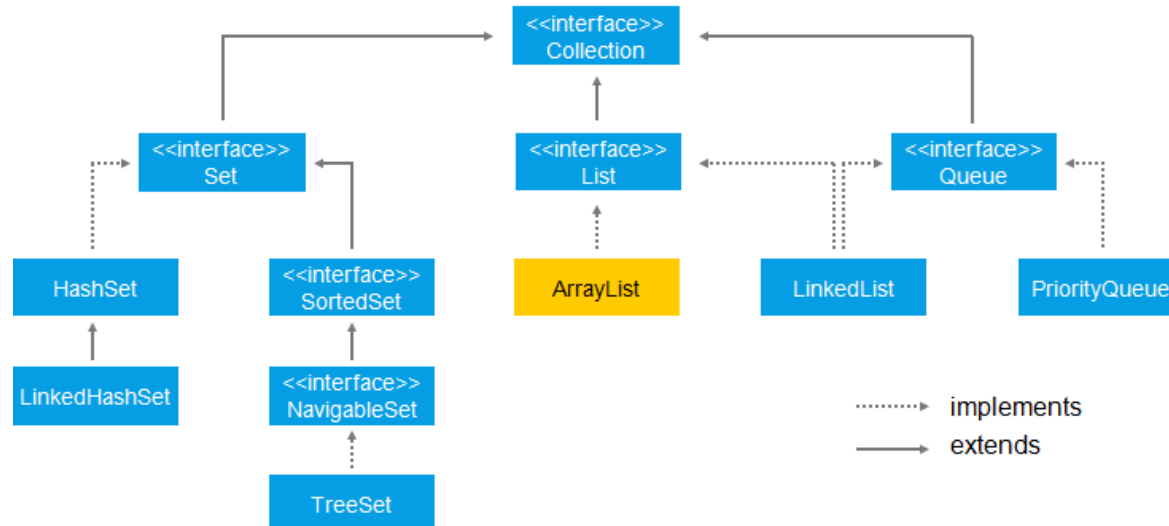 <<interface>>
Collection
<<interface>>
Set
<<interface>>
List
<<interface>>
Queue
HashSet
<<interface>>
SortedSet
ArrayList
LinkedList
PriorityQueue
LinkedHashSet
<<interface>>
NavigableSet
implements
extends
TreeSet